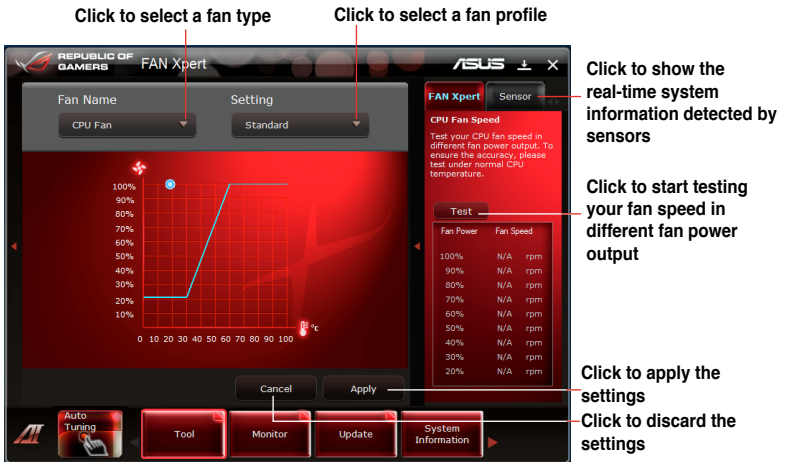 Click to select a fan type
Click to select a fan profile
REPUBLIC OF
GAMERS
FAN Xpert
ASUS
Fan Name
Setting
CPU Fan
Standard
100%
90%
80%
70%
60%
50%
40%
30%
20%
10%
0 10 20 30 40 50 60 70 80 90 100
°C
FAN Xpert
Sensor
CPU Fan Speed
Test your CPU fan speed in
different fan power output. To
ensure the accuracy, please
test under normal CPU
temperature.
Test
Fan Power Fan Speed
100% N/A rpm
90% N/A rpm
80% N/A rpm
70% N/A rpm
60% N/A rpm
50% N/A rpm
40% N/A rpm
30% N/A rpm
20% N/A rpm
Click to show the
real-time system
information detected by
sensors
Click to start testing
your fan speed in
different fan power
output
Cancel
Apply
Click to apply the
settings
Click to discard the
settings
AI
Auto
Tuning
Tool
Monitor
Update
System
Information